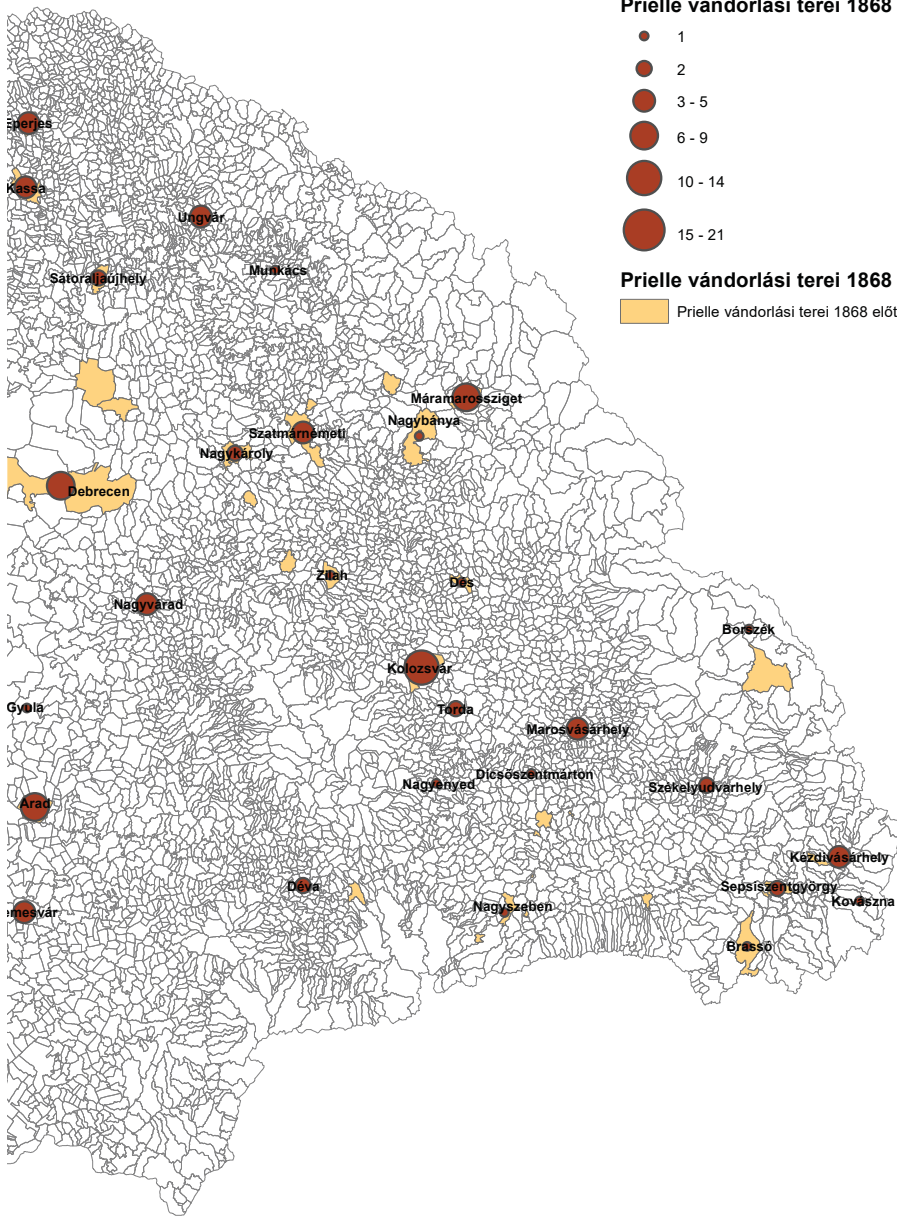 Prielle vándorlási terei 1868
1
2
3 - 5
6 - 9
10 - 14
15 - 21
Prielle vándorlási terei 1868
Prielle vándorlási terei 1868 előt
Eperjes
Kassa
Ungvár
Munkács
Sátoraljaújhely
Máramarossziget
Nagybánya
Szatmárnémeti
Nagykároly
Debrecen
Zilah
Dés
Nagyvárad
Borszék
Kolozsvár
Gyula
Torda
Marosvásárhely
Dicsőszentmárton
Nagyenyed
Székelyudvarhely
Arad
Kézdivásárhely
Déva
Sepsiszentgyörgy
Kovászna
Nagyszeben
emesvár
Brassó